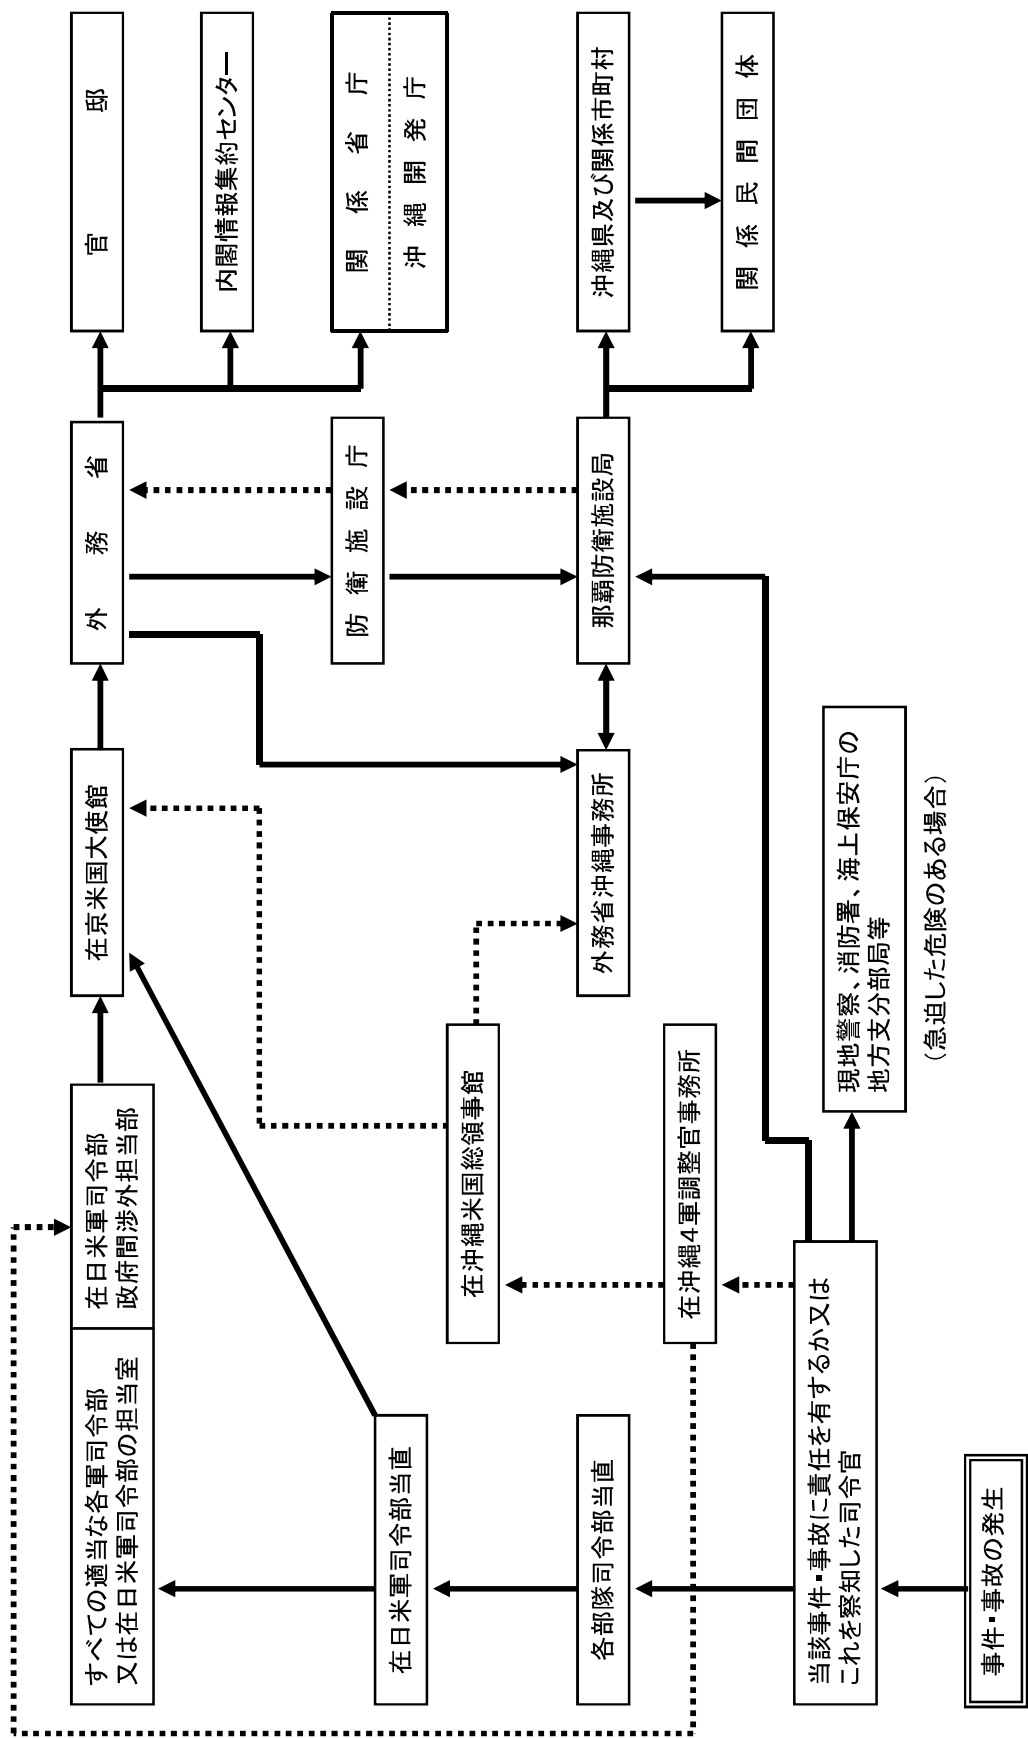 官邸
内閣情報集約センター
関係省庁
沖縄開発庁
沖縄県及び関係市町村
関係民間団体
外務省
防衛施設庁
那覇防衛施設局
在京米国大使館
外務省沖縄事務所
現地警察、消防署、海上保安庁の
地方支分部局等
(急迫した危険のある場合)
在日米軍司令部
政府間渉外担当部
在沖縄米国総領事館
在沖縄4軍調整官事務所
すべての適当な各軍司令部
又は在日米軍司令部の担当室
在日米軍司令部当直
各部隊司令部当直
当該事件・事故に責任を有するか又は
これを察知した司令官
事件・事故の発生